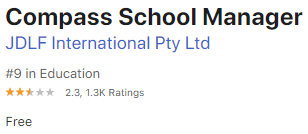 Compass School Manager
JDLF International Pty Ltd
#9 in Education
2.3, 1.3K Ratings
Free